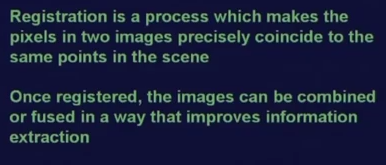 Registration is a process which makes the
pixels in two images precisely coincide to the
same points in the scene
Once registered, the images can be combined
or fused in a way that improves information
extraction